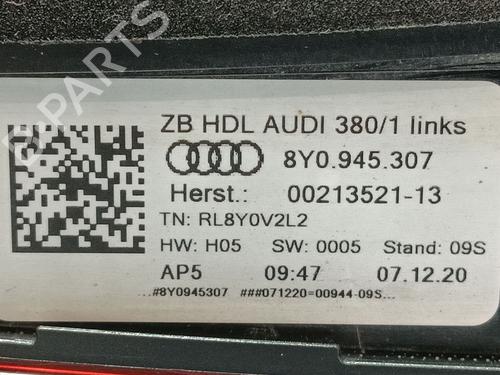 ZB HDL AUDI 380/1 links
8Y0.945.307
Herst.: 00213521-13
TN: RL8Y0V2L2
HW: H05 SW: 0005 Stand: 09S
AP5 09:47 07.12.20
...#8Y0945307 ###071220=00944-09S...
B-PARTS